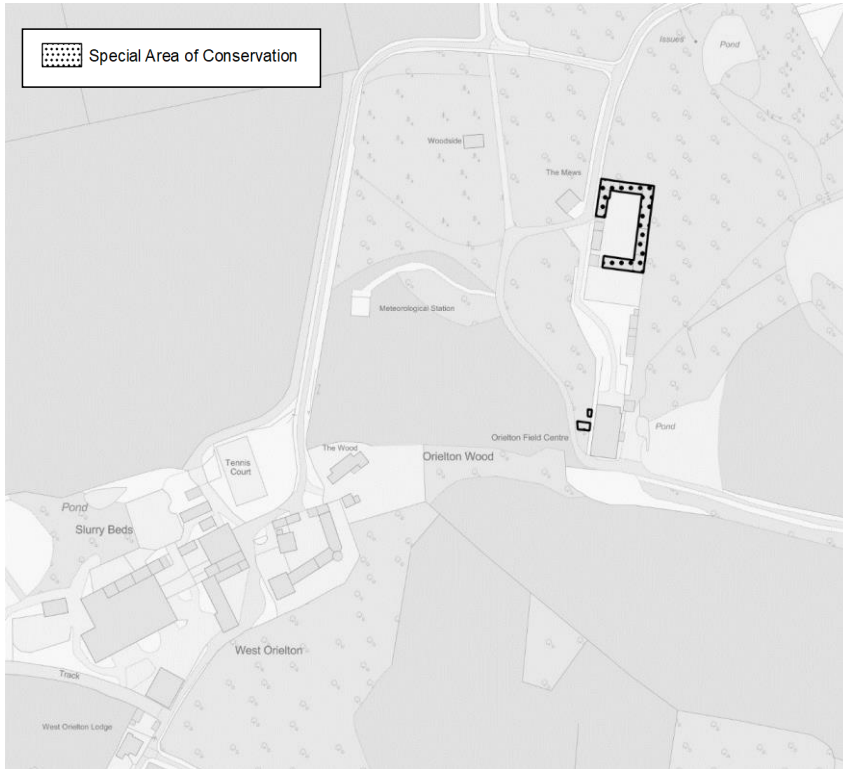 Special Area of Conservation
Issues
Pond
Woodside
The Maws
Meteorological Station
Orielton Field Centre
Pond
The Wood
Orielton Wood
Tennis
Court
Pond
Slurry Beds
West Orielton
Track
West Orielton Lodge